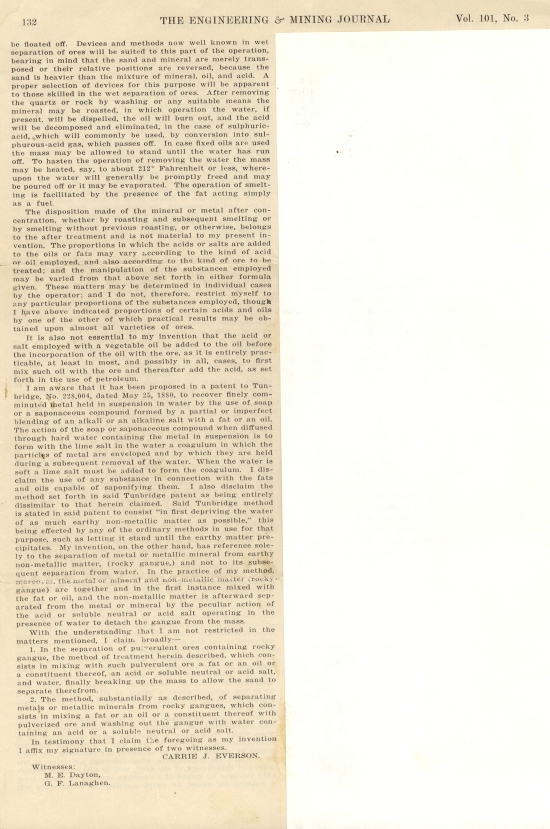 132 THE ENGINEERING & MINING JOURNAL Vol. 101, No. 3
be floated off. Devices and methods now well known in wet
separation of ores will be suited to this part of the operation,
bearing in mind that the sand and mineral are merely trans-
posed or their relative positions are reversed, because the
sand is heavier than the mixture of mineral, oil, and acid. A
proper selection of devices for this purpose will be apparent
to those skilled in the wet separation of ores. After removing
the quartz or rock by washing or any suitable means the
mineral may be roasted, in which operation the water, if
present, will be dispelled, the oil will burn out, and the acid
will be decomposed and eliminated, in the case of sulphuric-
acid, which will commonly be used, by conversion into sul-
phurous-acid gas, which passes off. In case fixed oils are used
the mass may be allowed to stand until the water has run
off. To hasten the operation of removing the water the mass
may be heated, say, to about 212° Fahrenheit or less, where-
upon the water will generally be promptly freed and may
be poured off or it may be evaporated. The operation of smelt-
ing is facilitated by the presence of the fat acting simply
as a fuel.
The disposition made of the mineral or metal after con-
centration, whether by roasting and subsequent smelting or
by smelting without previous roasting, or otherwise, belongs
to the after treatment and is not material to my present in-
vention. The proportions in which the acids or salts are added
to the oils or fats may vary according to the kind of acid
or oil employed, and also according to the kind of ore to be
treated; and the manipulation of the substances employed
may be varied from that above set forth in either formula
given. These matters may be determined in individual cases
by the operator; and I do not, therefore, restrict myself to
any particular proportions of the substances employed, though
I have above indicated proportions of certain acids and oils
by one of the other of which practical results may be ob-
tained upon almost all varieties of ores.
It is also not essential to my invention that the acid or
salt employed with a vegetable oil be added to the oil before
the incorporation of the oil with the ore, as it is entirely prac-
ticable, at least in most, and possibly in all, cases, to first
mix such oil with the ore and thereafter add the acid, as set
forth in the use of petroleum.
I am aware that it has been proposed in a patent to Tun-
bridge, No. 228,004, dated May 25, 1880, to recover finely com-
minuted metal held in suspension in water by the use of soap
or a saponaceous compound formed by a partial or imperfect
blending of an alkali or an alkaline salt with a fat or an oil.
The action of the soap or saponaceous compound when diffused
through hard water containing the metal in suspension is to
form with the lime salt in the water a coagulum in which the
particles of metal are enveloped and by which they are held
during a subsequent removal of the water. When the water is
soft a lime salt must be added to form the coagulum. I dis-
claim the use of any substance in connection with the fats
and oils capable of saponifying them. I also disclaim the
method set forth in said Tunbridge patent as being entirely
dissimilar to that herein claimed. Said Tunbridge method
is stated in said patent to consist "in first depriving the water
of as much earthy non-metallic matter as possible," this
being effected by any of the ordinary methods in use for that
purpose, such as letting it stand until the earthy matter pre-
cipitates. My invention, on the other hand, has reference sole-
ly to the separation of metal or metallic mineral from earthy
non-metallic matter, (rocky gangue,) and not to its subse-
quent separation from water. In the practice of my method,
moreover, the metal or mineral and non-metallic matter (rocky
gangue) are together and in the first instance mixed with
the fat or oil, and the non-metallic matter is afterward sep-
arated from the metal or mineral by the peculiar action of
the acid or soluble neutral or acid salt operating in the
presence of water to detach the gangue from the mass.
With the understanding that I am not restricted in the
matters mentioned, I claim broadly—
1. In the separation of pulverulent ores containing rocky
gangue, the method of treatment herein described, which con-
sists in mixing with such pulverulent ore a fat or an oil or
a constituent thereof, an acid or soluble neutral or acid salt,
and water, finally breaking up the mass to allow the sand to
separate therefrom.
2. The method, substantially as described, of separating
metals or metallic minerals from rocky gangues, which con-
sists in mixing a fat or an oil or a constituent thereof with
pulverized ore and washing out the gangue with water con-
taining an acid or a soluble neutral or acid salt.
In testimony that I claim the foregoing as my invention
I affix my signature in presence of two witnesses.
CARRIE J. EVERSON.
Witnesses:
M. E. Dayton,
G. F. Lanaghen.